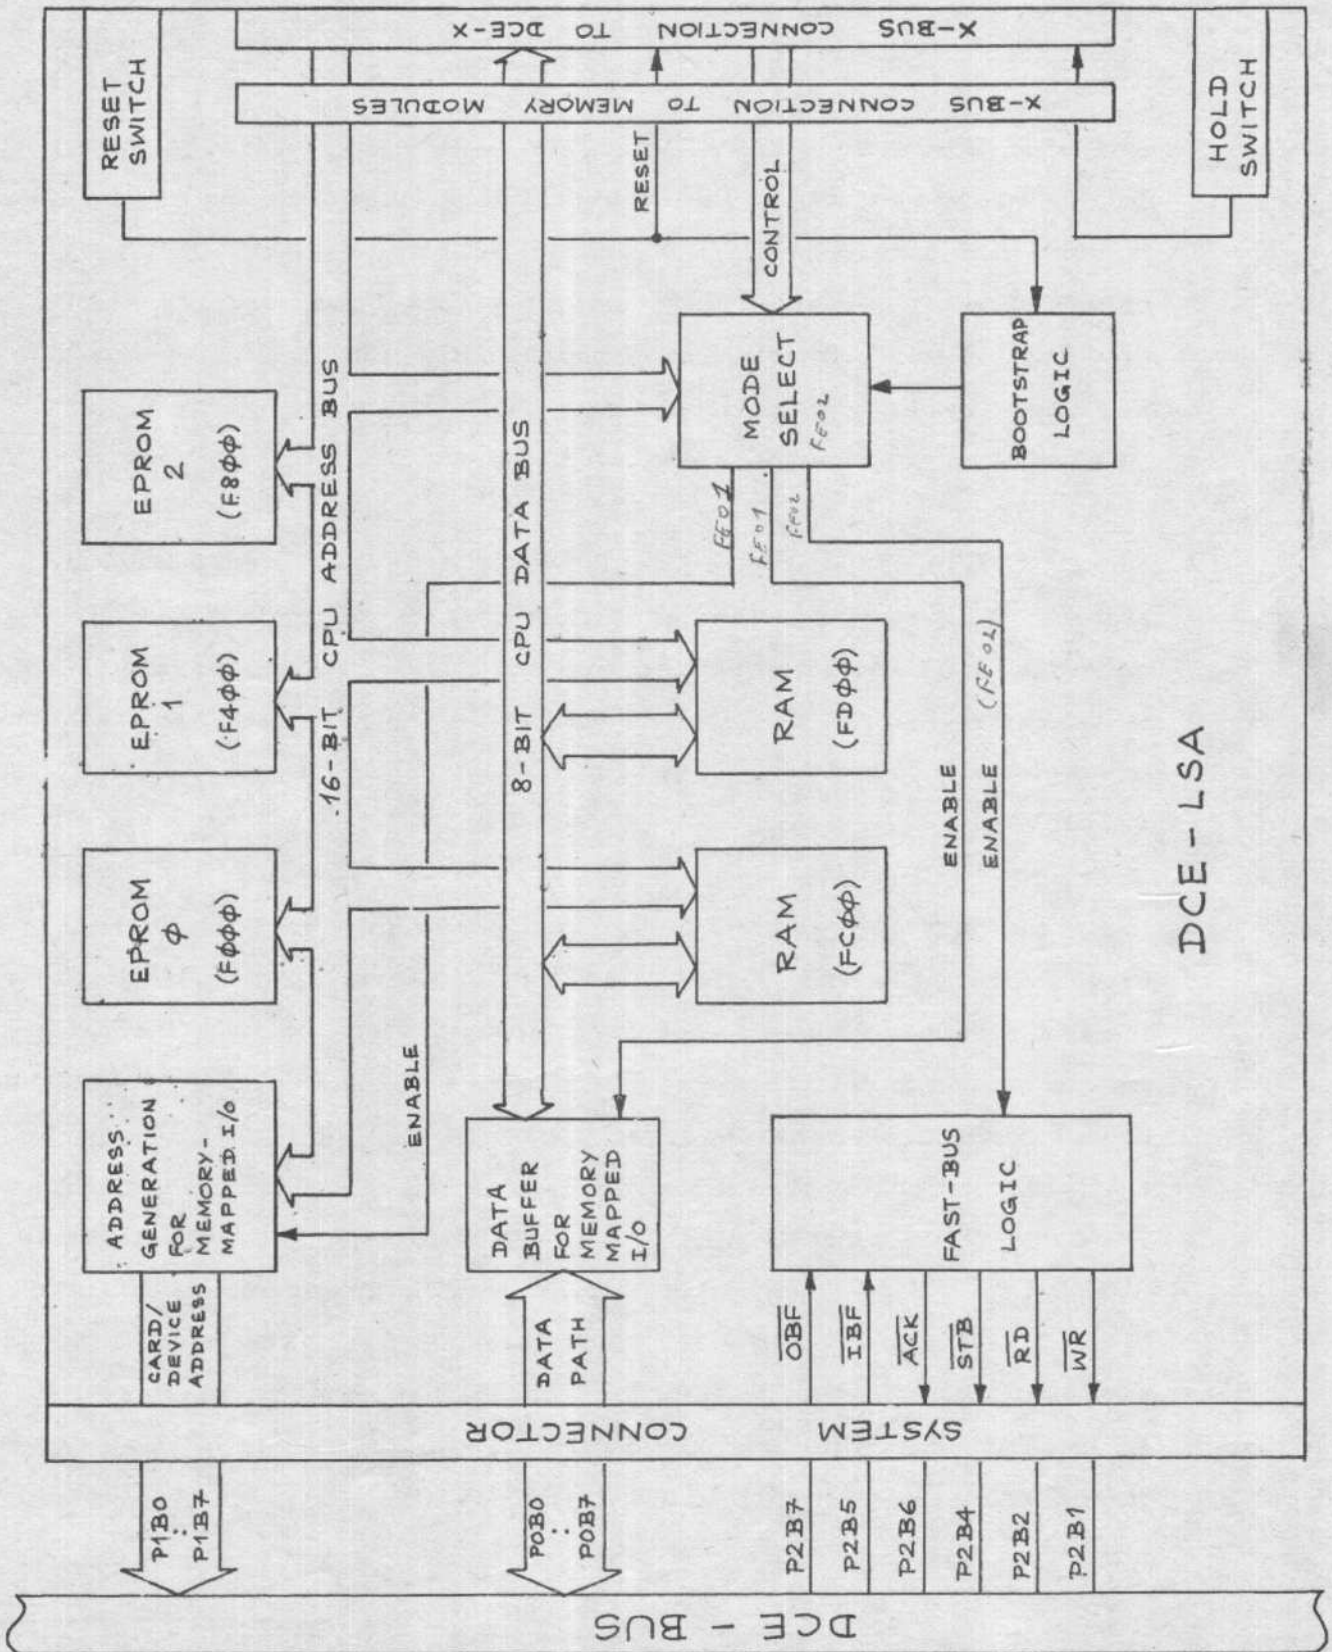 RESET
SWITCH
X-BUS CONNECTION TO DCE-X
X-BUS CONNECTION TO MEMORY MODULES
HOLD
SWITCH
RESET
CONTROL
EPROM
2
(F8ΦΦ)
EPROM
1
(F4ΦΦ)
EPROM
Φ
(FΦΦΦ)
16-BIT CPU ADDRESS BUS
8-BIT CPU DATA BUS
MODE
SELECT
FE02
BOOTSTRAP
LOGIC
FE01
FE01
FE02
RAM
(FDΦΦ)
RAM
(FCΦΦ)
ENABLE
ENABLE (FE02)
ENABLE
ADDRESS
GENERATION
FOR
MEMORY-
MAPPED I/O
DATA
BUFFER
FOR
MEMORY
MAPPED
I/O
FAST-BUS
LOGIC
DCE-LSA
CARD/
DEVICE
ADDRESS
DATA
PATH
OBF
IBF
ACK
STB
RD
WR
SYSTEM CONNECTOR
P1B0
:
P1B7
P0B0
:
P0B7
P2B7
P2B5
P2B6
P2B4
P2B2
P2B1
DCE-BUS